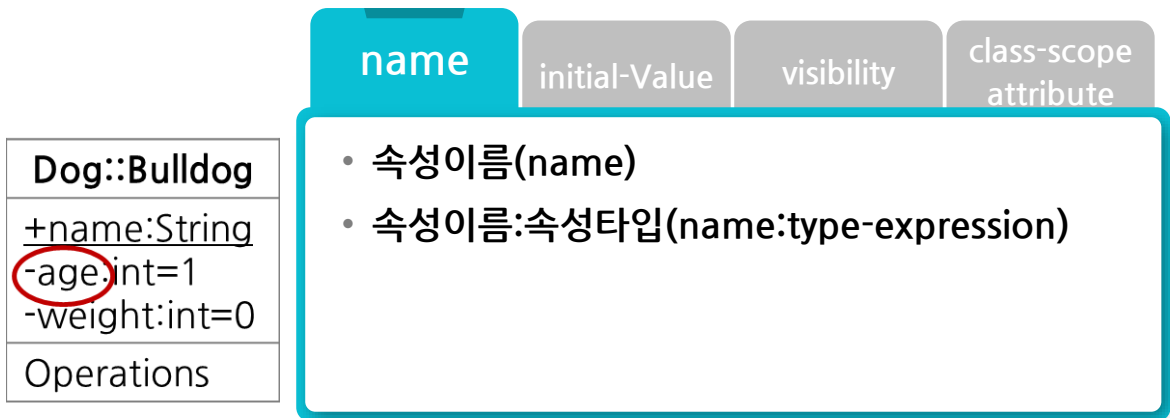 name
initial-Value
visibility
class-scope
attribute
Dog::Bulldog
+name:String
-age:int=1
-weight:int=0
Operations
• 속성이름(name)
• 속성이름:속성타입(name:type-expression)